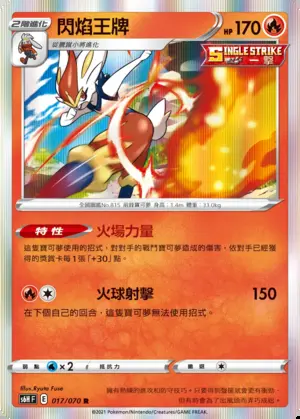 2階進化
閃焰王牌
HP 170
從騰蹴小將進化
SINGLE STRIKE
一擊
全國圖鑑No.815 前鋒寶可夢 身高：1.4m 體重：33.0kg
特性 火場力量
這隻寶可夢使用的招式，對對手的戰鬥寶可夢造成的傷害，依對手已經獲
得的獎賞卡每1張「+30」點。
火球射擊 150
在下個自己的回合，這隻寶可夢無法使用招式。
弱點 ×2 抵抗力 撤退
Illus. Ryota Fuse
S6H F E 017/070 R
©2021 Pokémon/Nintendo/Creatures/GAME FREAK.